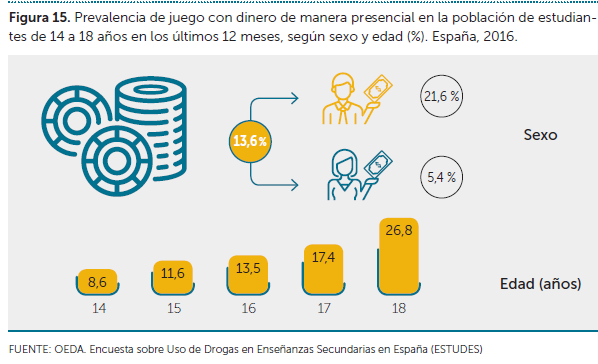 Figura 15. Prevalencia de juego con dinero de manera presencial en la población de estudian-
tes de 14 a 18 años en los últimos 12 meses, según sexo y edad (%). España, 2016.
21,6 %
13,6%
Sexo
5,4 %
8,6
11,6
13,5
17,4
26,8
Edad (años)
14
15
16
17
18
FUENTE: OEDA. Encuesta sobre Uso de Drogas en Enseñanzas Secundarias en España (ESTUDES)